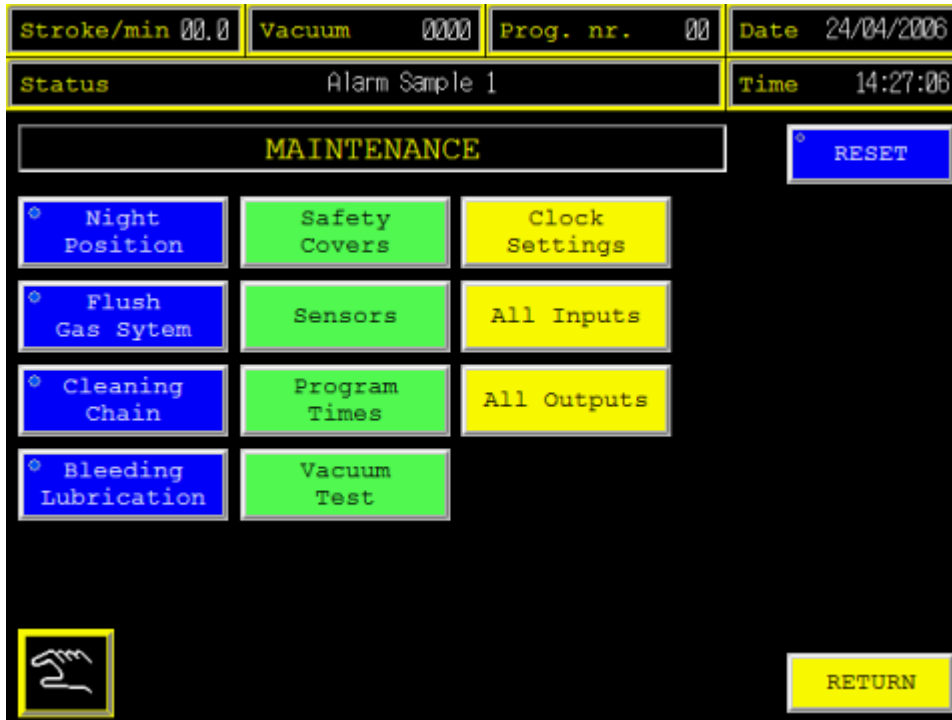 Stroke/min 00.0 Vacuum 0000 Prog. nr. 00 Date 24/04/2006
Status Alarm Sample 1 Time 14:27:06
MAINTENANCE
RESET
Night
Position
Safety
Covers
Clock
Settings
Flush
Gas Sytem
Sensors
All Inputs
Cleaning
Chain
Program
Times
All Outputs
Bleeding
Lubrication
Vacuum
Test
RETURN